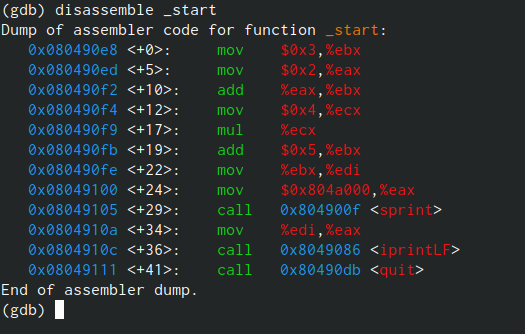 (gdb) disassemble _start
Dump of assembler code for function _start:
   0x080490e8 <+0>:     mov    $0x3,%ebx
   0x080490ed <+5>:     mov    $0x2,%eax
   0x080490f2 <+10>:    add    %eax,%ebx
   0x080490f4 <+12>:    mov    $0x4,%ecx
   0x080490f9 <+17>:    mul    %ecx
   0x080490fb <+19>:    add    $0x5,%ebx
   0x080490fe <+22>:    mov    %ebx,%edi
   0x08049100 <+24>:    mov    $0x804a000,%eax
   0x08049105 <+29>:    call   0x804900f <sprint>
   0x0804910a <+34>:    mov    %edi,%eax
   0x0804910c <+36>:    call   0x8049086 <iprintLF>
   0x08049111 <+41>:    call   0x80490db <quit>
End of assembler dump.
(gdb)